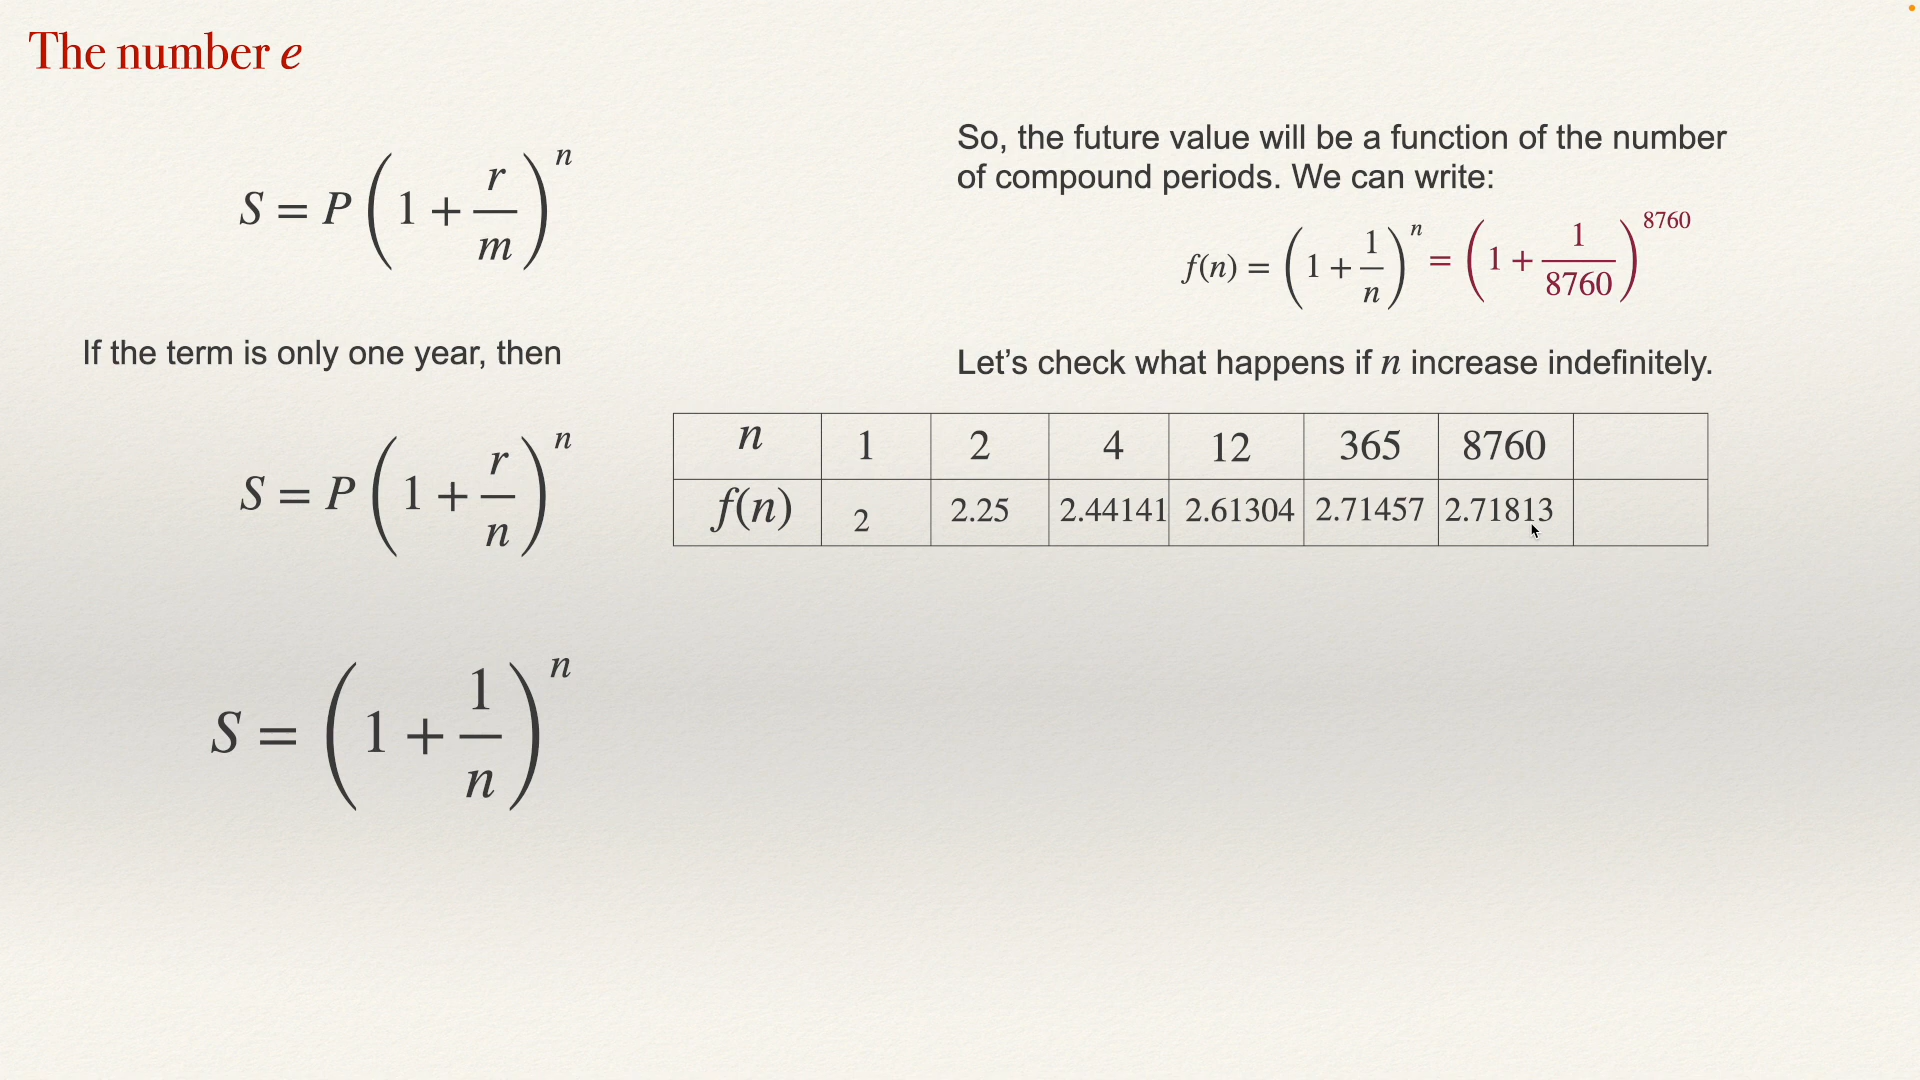 The number e
S = P (1 + r/m)^n
If the term is only one year, then
S = P (1 + r/n)^n
S = (1 + 1/n)^n
So, the future value will be a function of the number
of compound periods. We can write:
f(n) = (1 + 1/n)^n = (1 + 1/8760)^8760
Let’s check what happens if n increase indefinitely.
n 1 2 4 12 365 8760
f(n) 2 2.25 2.44141 2.61304 2.71457 2.71813